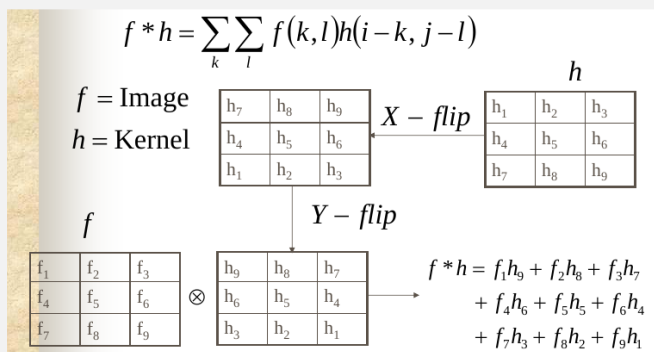 f * h = ∑∑ f(k,l)h(i−k, j−l)
k l
f = Image
h = Kernel
h
h₇ h₈ h₉
h₄ h₅ h₆
h₁ h₂ h₃
X − flip
h₁ h₂ h₃
h₄ h₅ h₆
h₇ h₈ h₉
Y − flip
f
f₁ f₂ f₃
f₄ f₅ f₆
f₇ f₈ f₉
⊗
h₉ h₈ h₇
h₆ h₅ h₄
h₃ h₂ h₁
f * h = f₁h₉ + f₂h₈ + f₃h₇
+ f₄h₆ + f₅h₅ + f₆h₄
+ f₇h₃ + f₈h₂ + f₉h₁